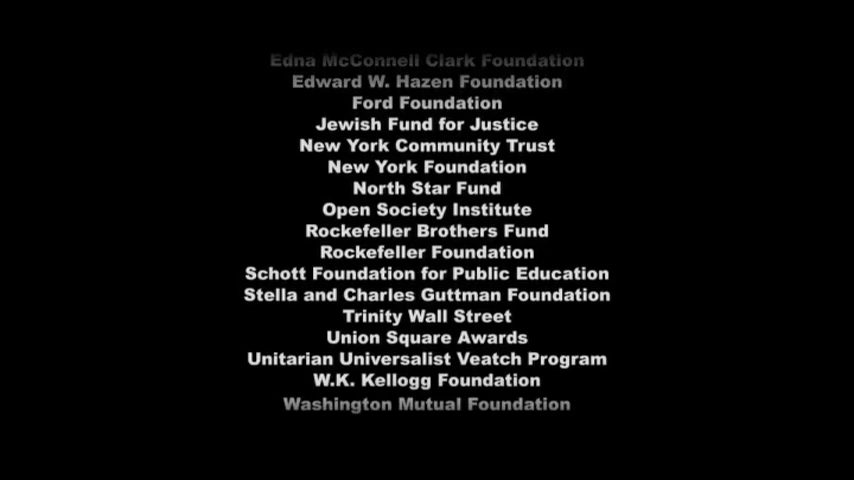 Edna McConnell Clark Foundation
Edward W. Hazen Foundation
Ford Foundation
Jewish Fund for Justice
New York Community Trust
New York Foundation
North Star Fund
Open Society Institute
Rockefeller Brothers Fund
Rockefeller Foundation
Schott Foundation for Public Education
Stella and Charles Guttman Foundation
Trinity Wall Street
Union Square Awards
Unitarian Universalist Veatch Program
W.K. Kellogg Foundation
Washington Mutual Foundation